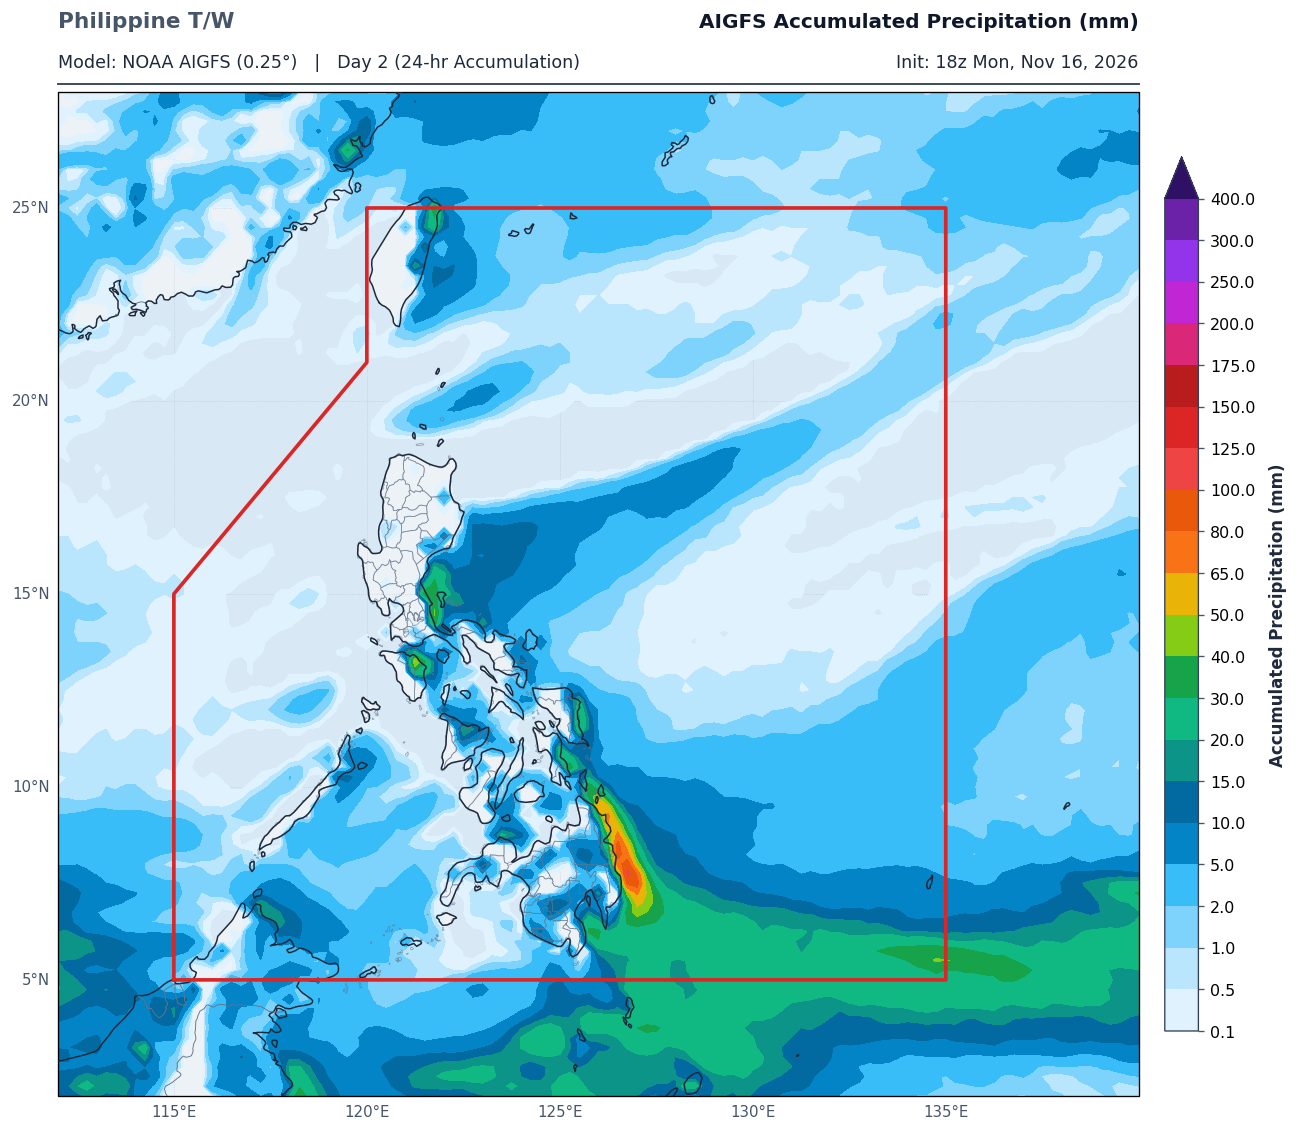 Philippine T/W
AIGFS Accumulated Precipitation (mm)
Model: NOAA AIGFS (0.25°) | Day 2 (24-hr Accumulation)
Init: 18z Mon, Nov 16, 2026
25°N
20°N
15°N
10°N
5°N
115°E
120°E
125°E
130°E
135°E
400.0
300.0
250.0
200.0
175.0
150.0
125.0
100.0
80.0
65.0
50.0
40.0
30.0
20.0
15.0
10.0
5.0
2.0
1.0
0.5
0.1
Accumulated Precipitation (mm)